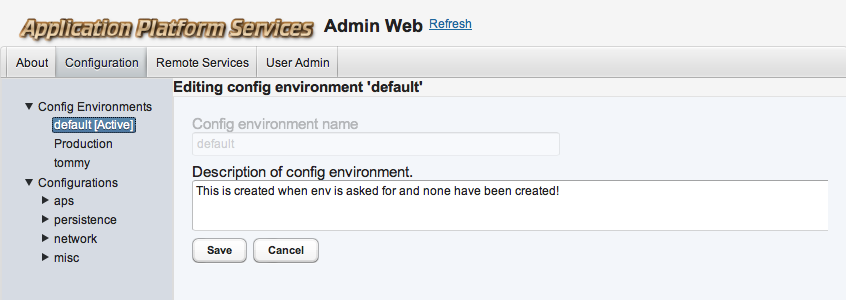 Application Platform Services Admin Web Refresh
About Configuration Remote Services User Admin
Editing config environment 'default'
Config Environments
default [Active]
Production
tommy
Configurations
aps
persistence
network
misc
Config environment name
default
Description of config environment.
This is created when env is asked for and none have been created!
Save Cancel